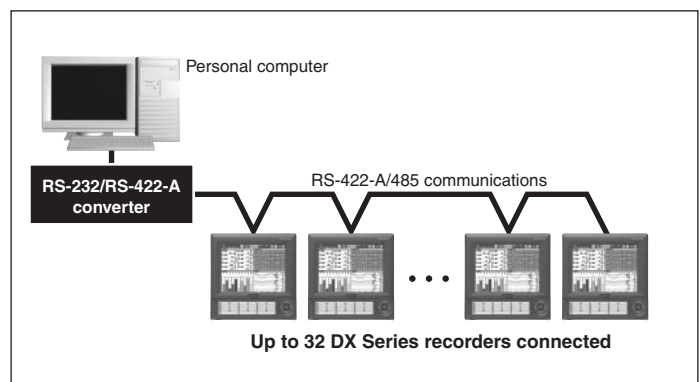 Personal computer
RS-232/RS-422-A
converter
RS-422-A/485 communications
Up to 32 DX Series recorders connected